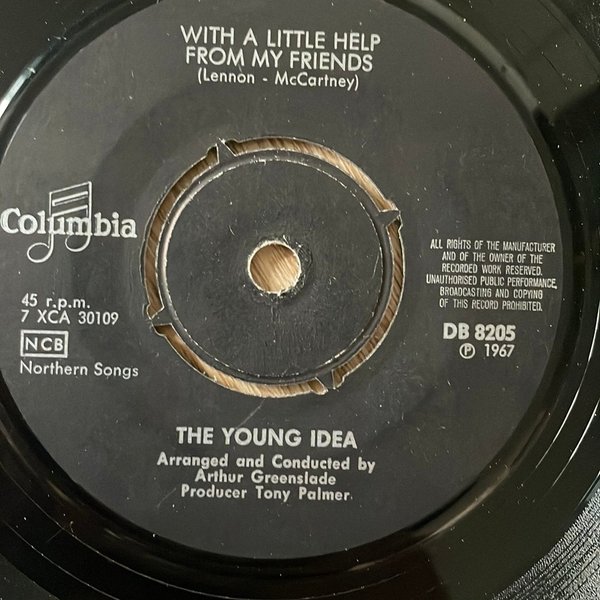 WITH A LITTLE HELP
FROM MY FRIENDS
(Lennon - McCartney)
Columbia
45 r.p.m.
7 XCA 30109
NCB
Northern Songs
ALL RIGHTS OF THE MANUFACTURER
AND OF THE OWNER OF THE
RECORDED WORK RESERVED.
UNAUTHORISED PUBLIC PERFORMANCE,
BROADCASTING AND COPYING
OF THIS RECORD PROHIBITED.
DB 8205
Ⓟ 1967
THE YOUNG IDEA
Arranged and Conducted by
Arthur Greenslade
Producer Tony Palmer.